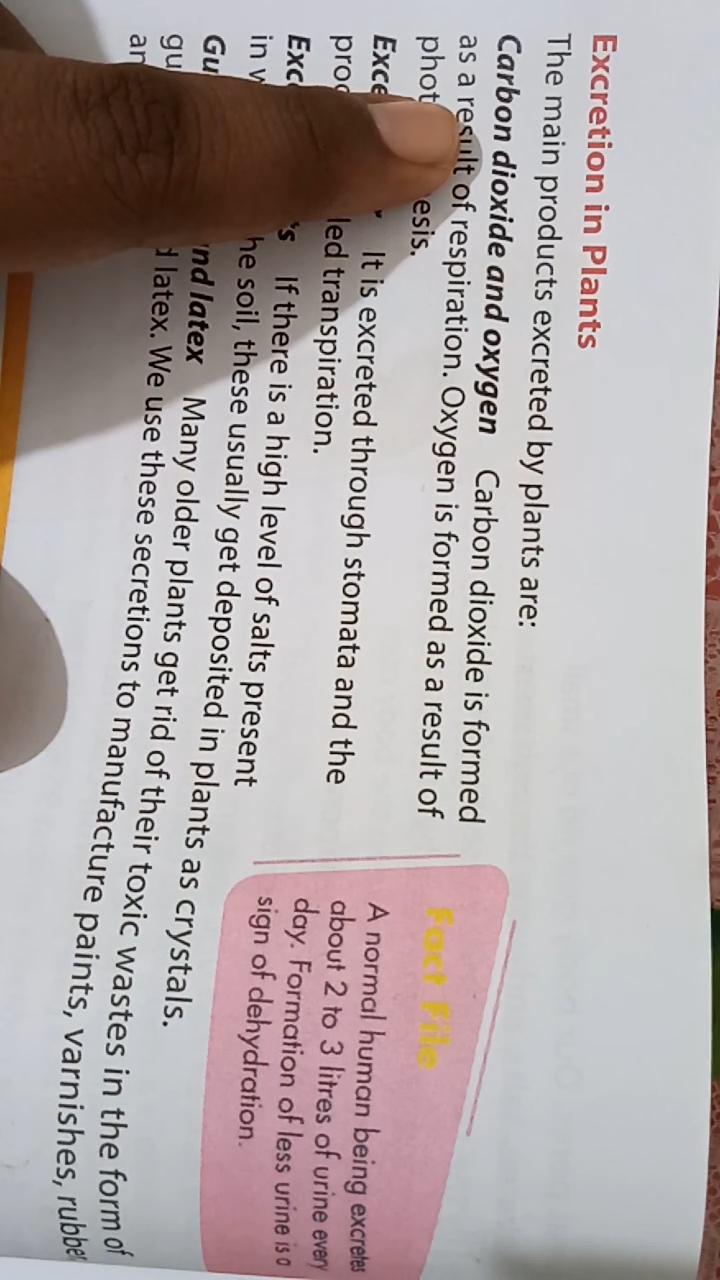 Excretion in Plants
The main products excreted by plants are:
Carbon dioxide and oxygen Carbon dioxide is formed
as a result of respiration. Oxygen is formed as a result of
It is excreted through stomata and the
transpiration.
If there is a high level of salts present
in the soil, these usually get deposited in plants as crystals.
and latex Many older plants get rid of their toxic wastes in the form of
latex. We use these secretions to manufacture paints, varnishes, rubber
Fact File
A normal human being excretes
about 2 to 3 litres of urine every
day. Formation of less urine is a
sign of dehydration.